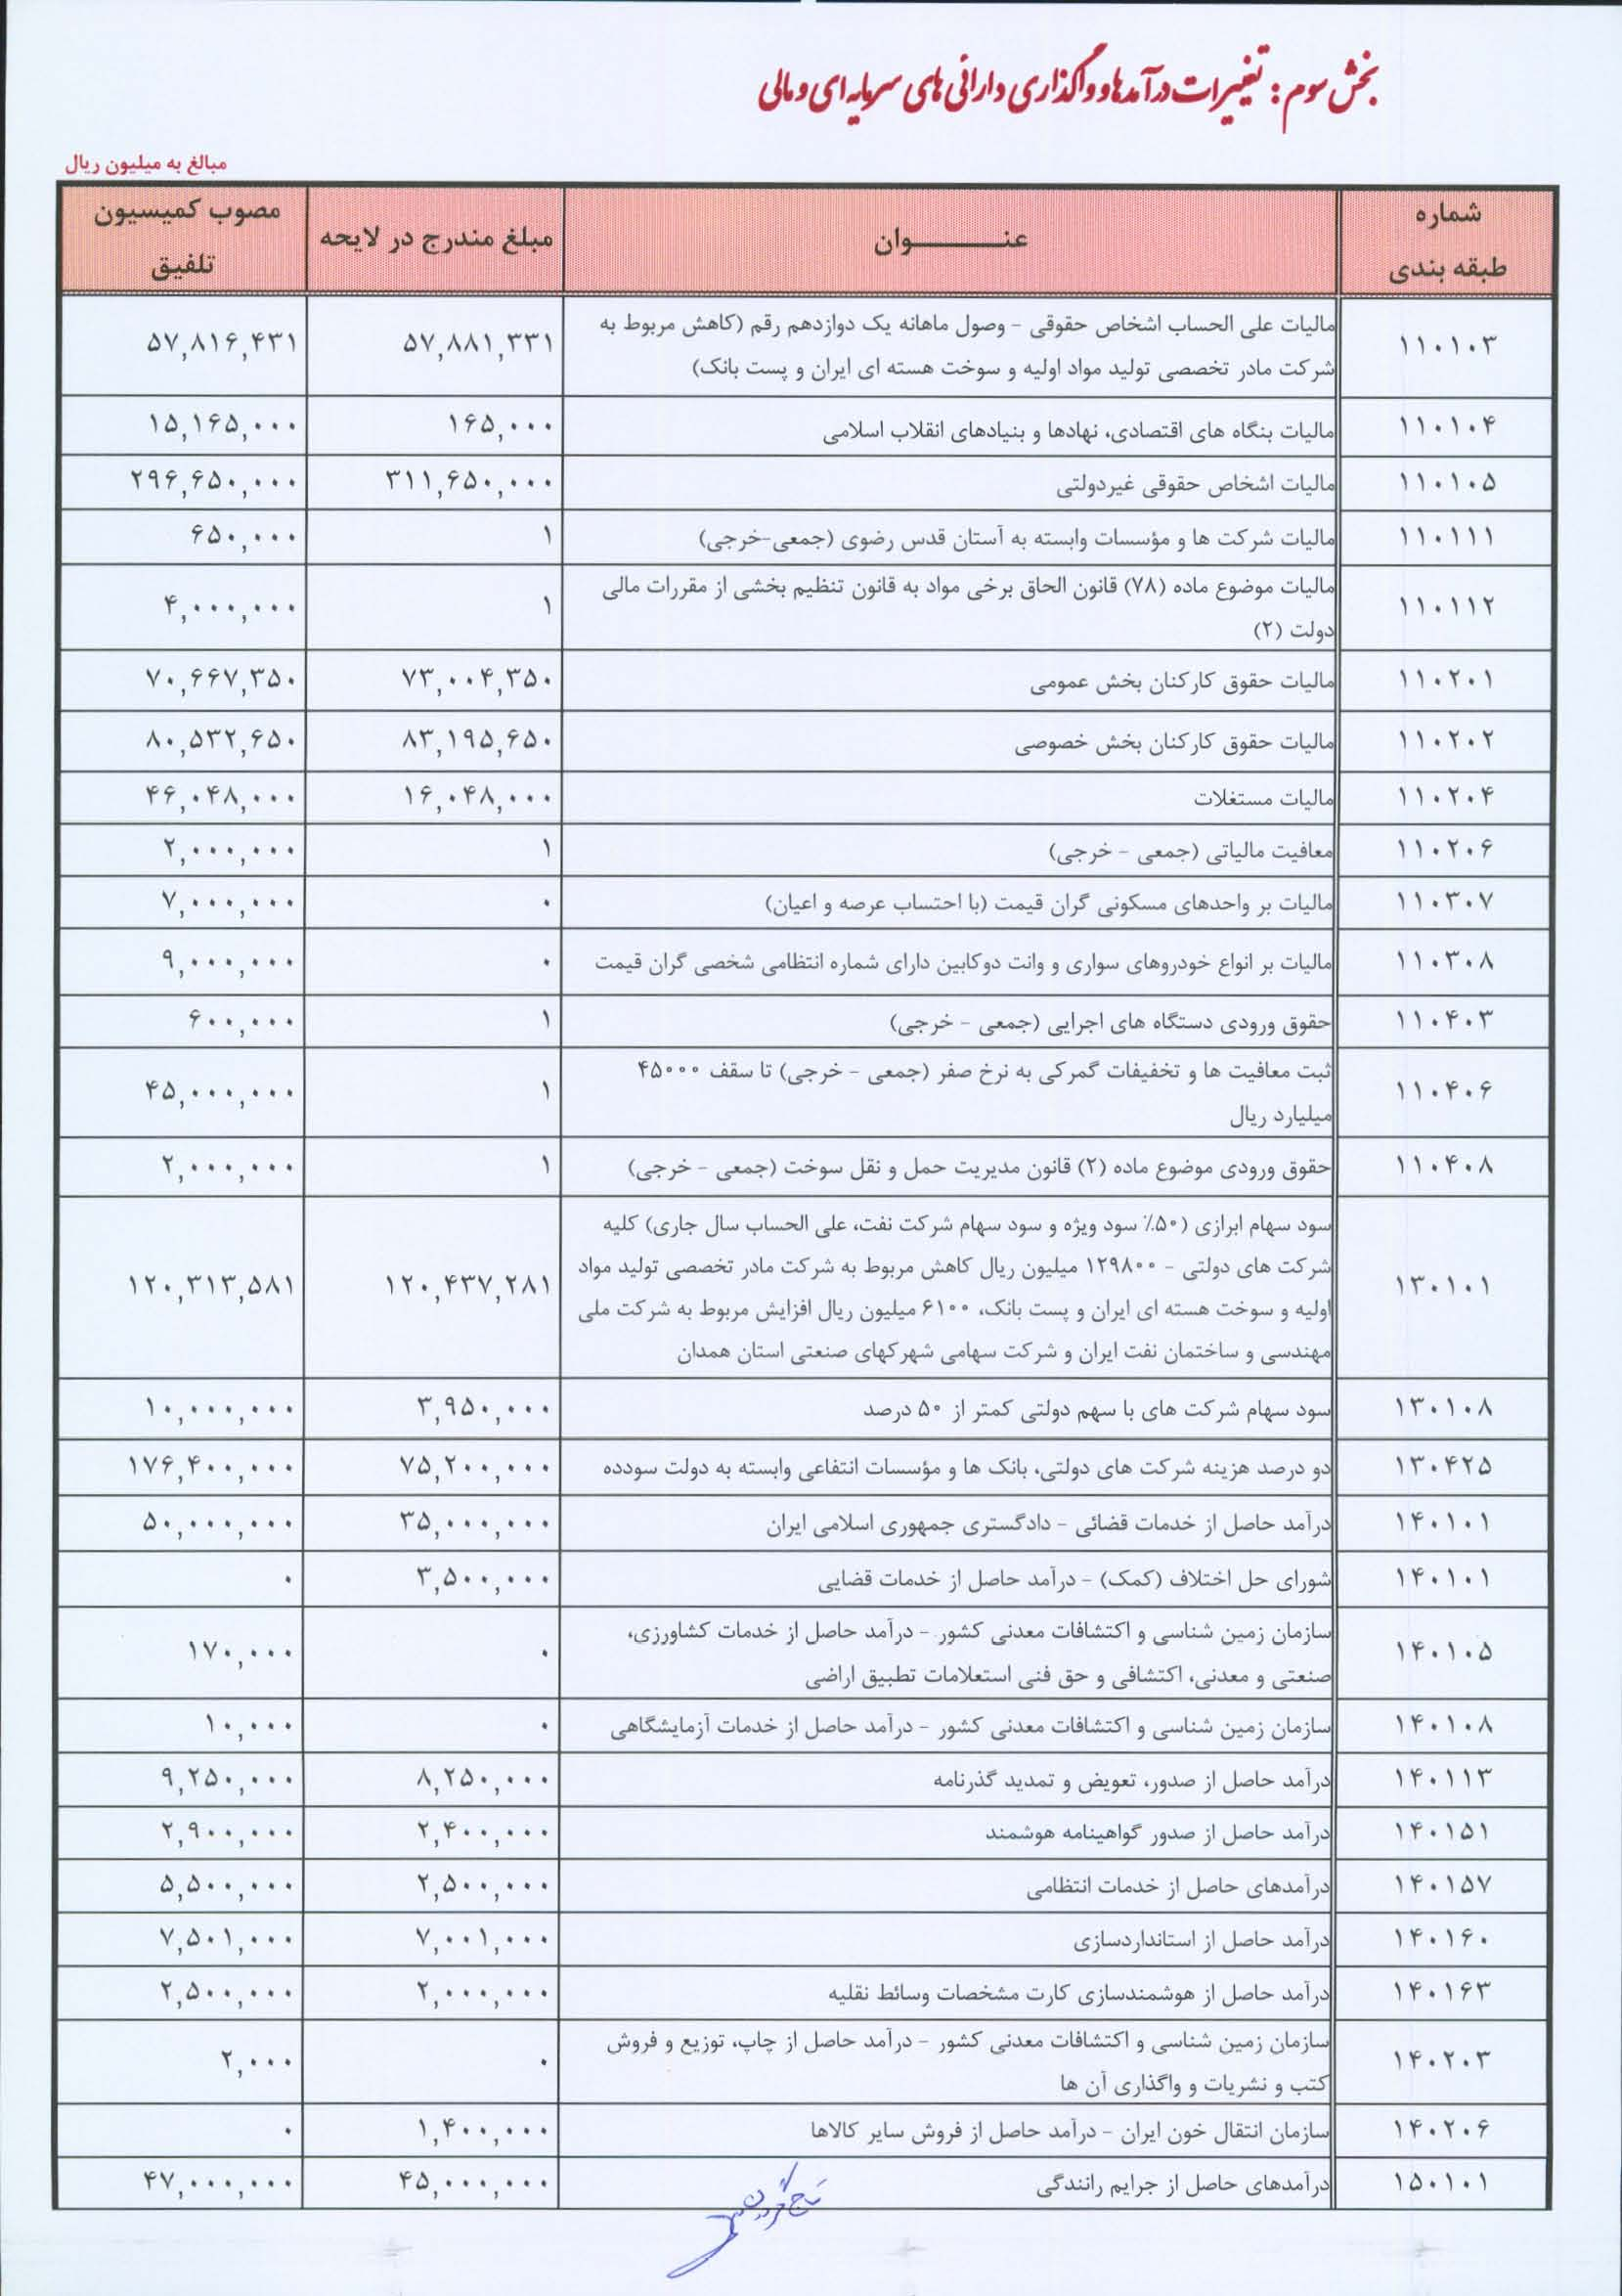 بخش سوم: تغییرات درآمدها و واگذاری دارائی های سرمایه ای و مالی
مبالغ به میلیون ریال
شماره طبقه بندی عنـــــــوان مبلغ مندرج در لایحه مصوب کمیسیون تلفیق
۱۱۰۱۰۳ مالیات علی الحساب اشخاص حقوقی - وصول ماهانه یک دوازدهم رقم (کاهش مربوط به
شرکت مادر تخصصی تولید مواد اولیه و سوخت هسته ای ایران و پست بانک) ۵۷,۸۸۱,۳۳۱ ۵۷,۸۱۶,۴۳۱
۱۱۰۱۰۴ مالیات بنگاه های اقتصادی، نهادها و بنیادهای انقلاب اسلامی ۱۶۵,۰۰۰ ۱۵,۱۶۵,۰۰۰
۱۱۰۱۰۵ مالیات اشخاص حقوقی غیردولتی ۳۱۱,۶۵۰,۰۰۰ ۲۹۶,۶۵۰,۰۰۰
۱۱۰۱۱۱ مالیات شرکت ها و مؤسسات وابسته به آستان قدس رضوی (جمعی-خرجی) ۱ ۶۵۰,۰۰۰
۱۱۰۱۱۲ مالیات موضوع ماده (۷۸) قانون الحاق برخی مواد به قانون تنظیم بخشی از مقررات مالی
دولت (۲) ۱ ۴,۰۰۰,۰۰۰
۱۱۰۲۰۱ مالیات حقوق کارکنان بخش عمومی ۷۳,۰۰۴,۳۵۰ ۷۰,۶۶۷,۳۵۰
۱۱۰۲۰۲ مالیات حقوق کارکنان بخش خصوصی ۸۳,۱۹۵,۶۵۰ ۸۰,۵۳۲,۶۵۰
۱۱۰۲۰۴ مالیات مستغلات ۱۶,۰۴۸,۰۰۰ ۴۶,۰۴۸,۰۰۰
۱۱۰۲۰۶ معافیت مالیاتی (جمعی - خرجی) ۱ ۲,۰۰۰,۰۰۰
۱۱۰۳۰۷ مالیات بر واحدهای مسکونی گران قیمت (با احتساب عرصه و اعیان) ۰ ۷,۰۰۰,۰۰۰
۱۱۰۳۰۸ مالیات بر انواع خودروهای سواری و وانت دوکابین دارای شماره انتظامی شخصی گران قیمت ۰ ۹,۰۰۰,۰۰۰
۱۱۰۴۰۳ حقوق ورودی دستگاه های اجرایی (جمعی - خرجی) ۱ ۶۰۰,۰۰۰
۱۱۰۴۰۶ ثبت معافیت ها و تخفیفات گمرکی به نرخ صفر (جمعی - خرجی) تا سقف ۴۵۰۰۰
میلیارد ریال ۱ ۴۵,۰۰۰,۰۰۰
۱۱۰۴۰۸ حقوق ورودی موضوع ماده (۲) قانون مدیریت حمل و نقل سوخت (جمعی - خرجی) ۱ ۲,۰۰۰,۰۰۰
۱۳۰۱۰۱ سود سهام ابرازی (۵۰٪ سود ویژه و سود سهام شرکت نفت، علی الحساب سال جاری) کلیه
شرکت های دولتی - ۱۲۹۸۰۰ میلیون ریال کاهش مربوط به شرکت مادر تخصصی تولید مواد
اولیه و سوخت هسته ای ایران و پست بانک، ۶۱۰۰ میلیون ریال افزایش مربوط به شرکت ملی
مهندسی و ساختمان نفت ایران و شرکت سهامی شهرکهای صنعتی استان همدان ۱۲۰,۴۳۷,۲۸۱ ۱۲۰,۳۱۳,۵۸۱
۱۳۰۱۰۸ سود سهام شرکت های با سهم دولتی کمتر از ۵۰ درصد ۳,۹۵۰,۰۰۰ ۱۰,۰۰۰,۰۰۰
۱۳۰۴۲۵ دو درصد هزینه شرکت های دولتی، بانک ها و مؤسسات انتفاعی وابسته به دولت سودده ۷۵,۲۰۰,۰۰۰ ۱۷۶,۴۰۰,۰۰۰
۱۴۰۱۰۱ درآمد حاصل از خدمات قضائی - دادگستری جمهوری اسلامی ایران ۳۵,۰۰۰,۰۰۰ ۵۰,۰۰۰,۰۰۰
۱۴۰۱۰۱ شورای حل اختلاف (کمک) - درآمد حاصل از خدمات قضایی ۳,۵۰۰,۰۰۰ ۰
۱۴۰۱۰۵ سازمان زمین شناسی و اکتشافات معدنی کشور - درآمد حاصل از خدمات کشاورزی،
صنعتی و معدنی، اکتشافی و حق فنی استعلامات تطبیق اراضی ۰ ۱۷۰,۰۰۰
۱۴۰۱۰۸ سازمان زمین شناسی و اکتشافات معدنی کشور - درآمد حاصل از خدمات آزمایشگاهی ۰ ۱۰,۰۰۰
۱۴۰۱۱۳ درآمد حاصل از صدور، تعویض و تمدید گذرنامه ۸,۲۵۰,۰۰۰ ۹,۲۵۰,۰۰۰
۱۴۰۱۵۱ درآمد حاصل از صدور گواهینامه هوشمند ۲,۴۰۰,۰۰۰ ۲,۹۰۰,۰۰۰
۱۴۰۱۵۷ درآمدهای حاصل از خدمات انتظامی ۲,۵۰۰,۰۰۰ ۵,۵۰۰,۰۰۰
۱۴۰۱۶۰ درآمد حاصل از استانداردسازی ۷,۰۰۱,۰۰۰ ۷,۵۰۱,۰۰۰
۱۴۰۱۶۳ درآمد حاصل از هوشمندسازی کارت مشخصات وسائط نقلیه ۲,۰۰۰,۰۰۰ ۲,۵۰۰,۰۰۰
۱۴۰۲۰۳ سازمان زمین شناسی و اکتشافات معدنی کشور - درآمد حاصل از چاپ، توزیع و فروش
کتب و نشریات و واگذاری آن ها ۰ ۲,۰۰۰
۱۴۰۲۰۶ سازمان انتقال خون ایران - درآمد حاصل از فروش سایر کالاها ۱,۴۰۰,۰۰۰ ۰
۱۵۰۱۰۱ درآمدهای حاصل از جرایم رانندگی ۴۵,۰۰۰,۰۰۰ ۴۷,۰۰۰,۰۰۰